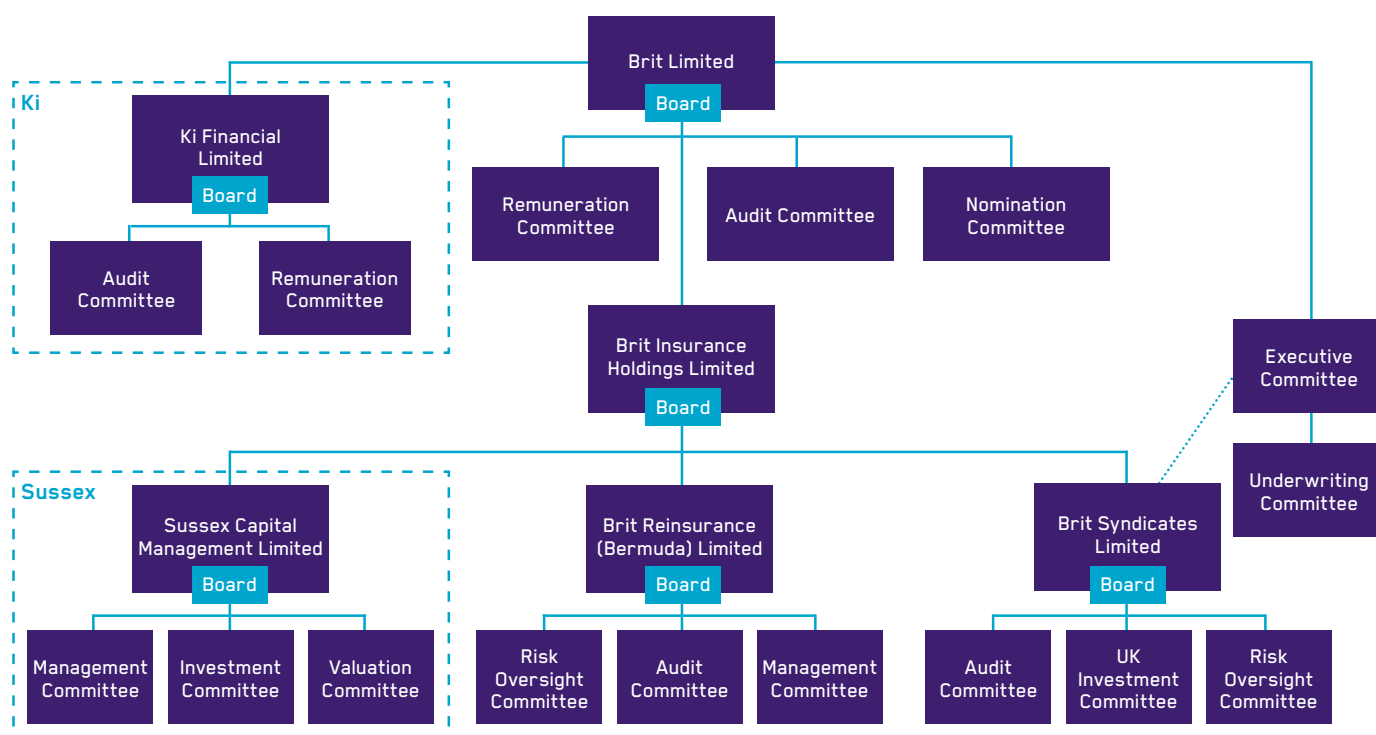 Brit Limited
Board
Ki
Ki Financial
Limited
Board
Audit
Committee
Remuneration
Committee
Remuneration
Committee
Audit Committee
Nomination
Committee
Brit Insurance
Holdings Limited
Board
Executive
Committee
Underwriting
Committee
Sussex
Sussex Capital
Management Limited
Board
Management
Committee
Investment
Committee
Valuation
Committee
Brit Reinsurance
(Bermuda) Limited
Board
Risk
Oversight
Committee
Audit
Committee
Management
Committee
Brit Syndicates
Limited
Board
Audit
Committee
UK
Investment
Committee
Risk
Oversight
Committee